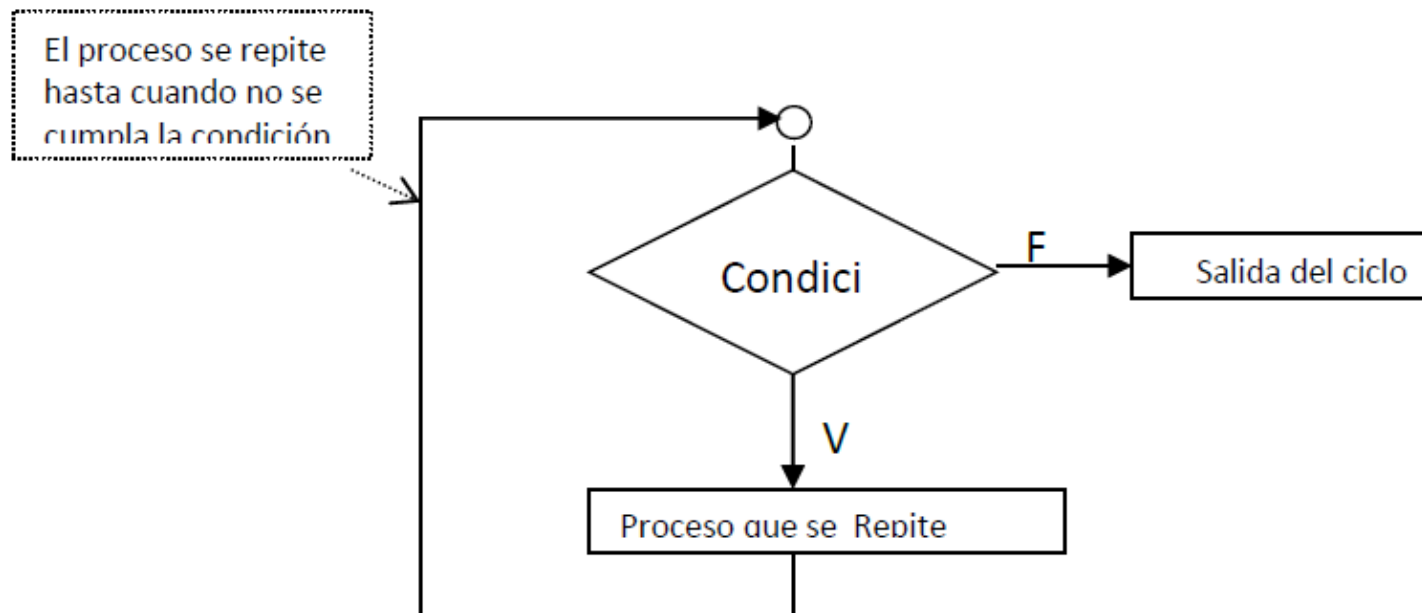 El proceso se repite
hasta cuando no se
cumpla la condición
Condici
F
Salida del ciclo
V
Proceso que se Repite